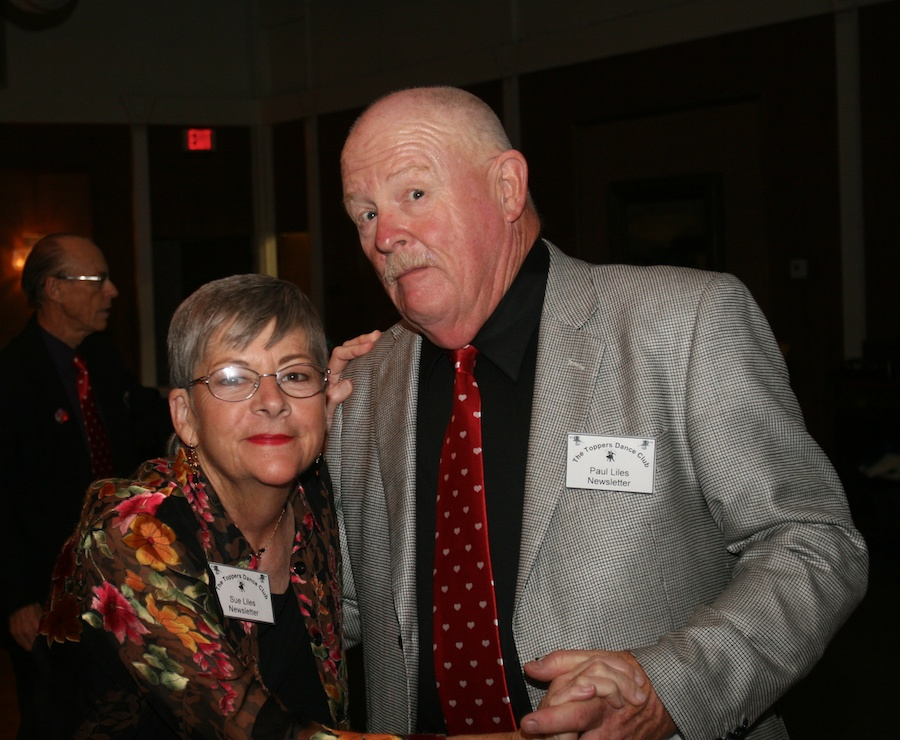 The Toppers Dance Club
Sue Liles
Newsletter
The Toppers Dance Club
Paul Liles
Newsletter